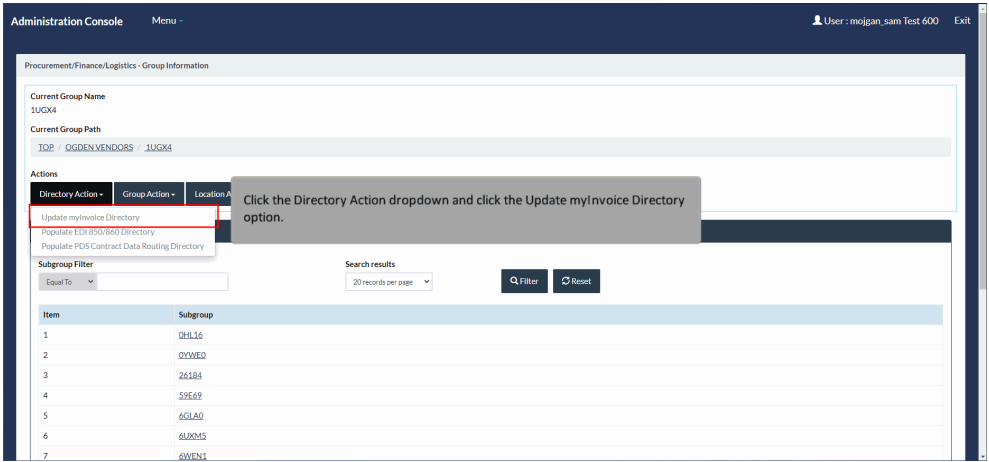 Administration Console Menu User : mojgan_sam Test 600 Exit
Procurement/Finance/Logistics - Group Information
Current Group Name
1UGX4
Current Group Path
TOP / OGDEN VENDORS / 1UGX4
Actions
Directory Action Group Action Location A
Click the Directory Action dropdown and click the Update myInvoice Directory
option.
Update myInvoice Directory
Populate EDI 850/860 Directory
Populate PDS Contract Data Routing Directory
Subgroup Filter Search results
Equal To 20 records per page Filter Reset
Item Subgroup
1 0HL16
2 0YWE0
3 26184
4 59E69
5 6GLA0
6 6UXM5
7 6WEN1